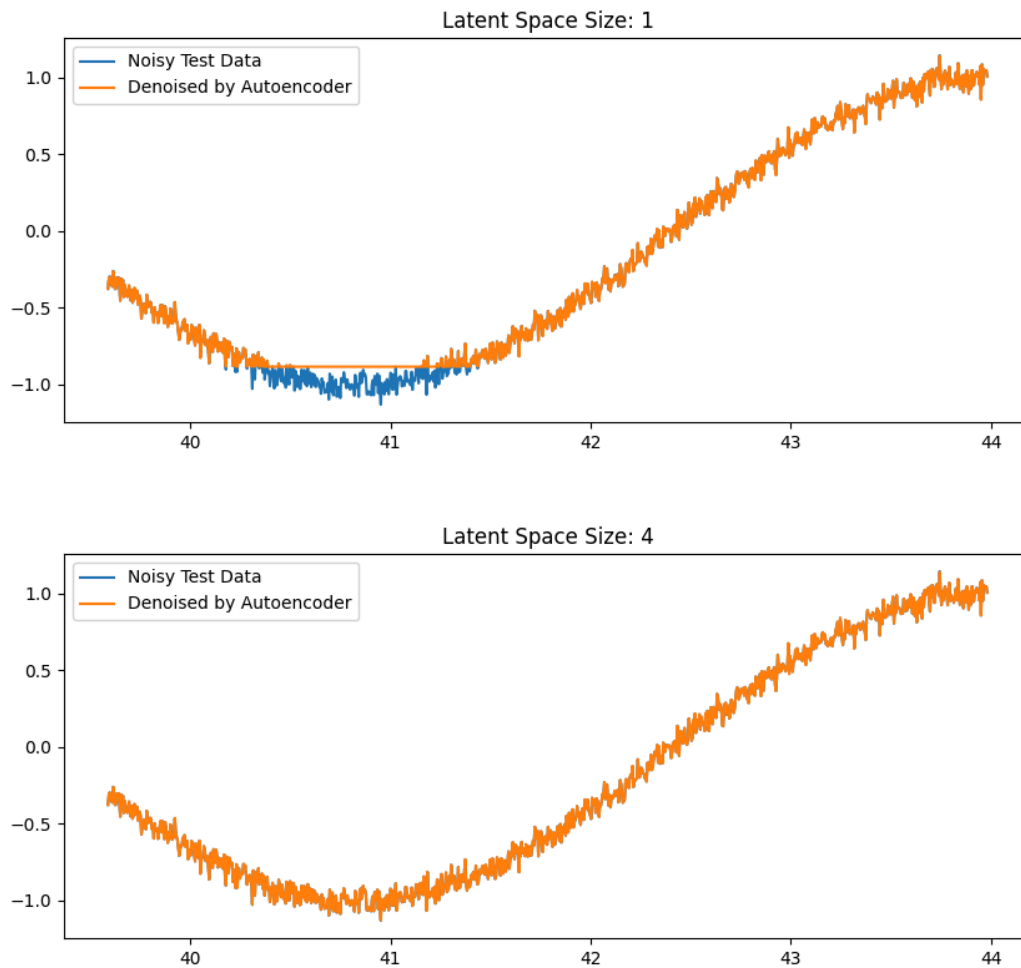 Latent Space Size: 1
Noisy Test Data
Denoised by Autoencoder
1.0
0.5
0.0
−0.5
−1.0
40 41 42 43 44
Latent Space Size: 4
Noisy Test Data
Denoised by Autoencoder
1.0
0.5
0.0
−0.5
−1.0
40 41 42 43 44